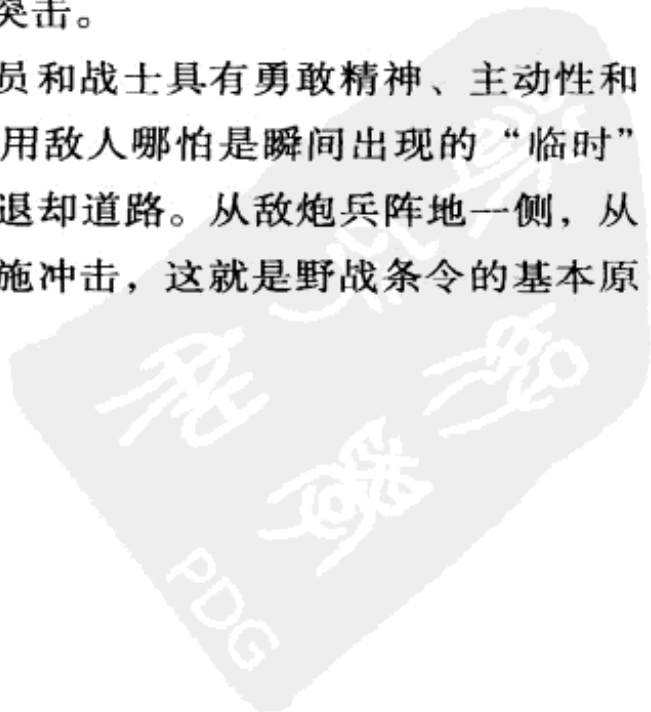 突击。
员和战士具有勇敢精神、主动性和
用敌人哪怕是瞬间出现的“临时”
退却道路。从敌炮兵阵地一侧，从
施冲击，这就是野战条令的基本原
PDG